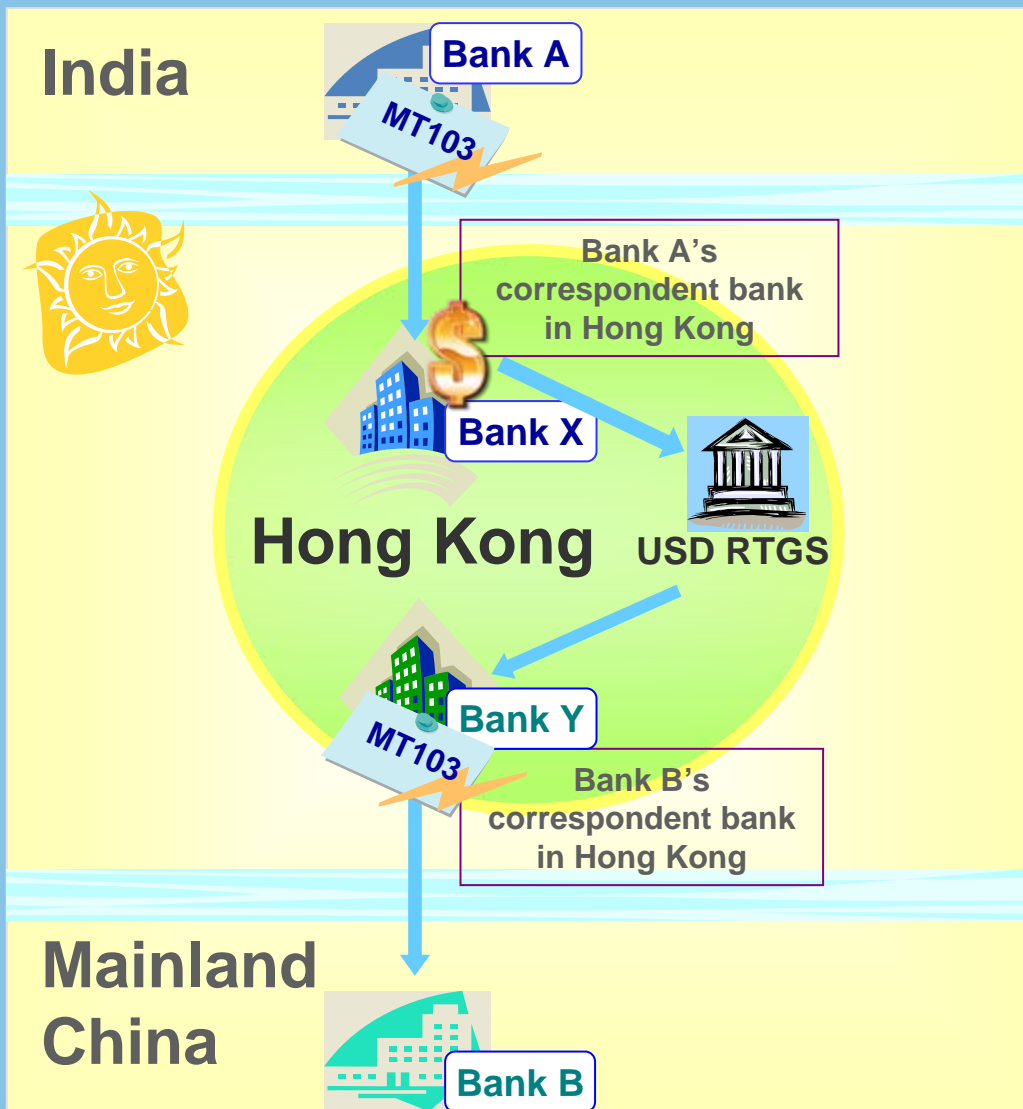 India
Bank A
MT103
Bank A’s
correspondent bank
in Hong Kong
$
Bank X
Hong Kong
USD RTGS
Bank Y
MT103
Bank B’s
correspondent bank
in Hong Kong
Mainland
China
Bank B